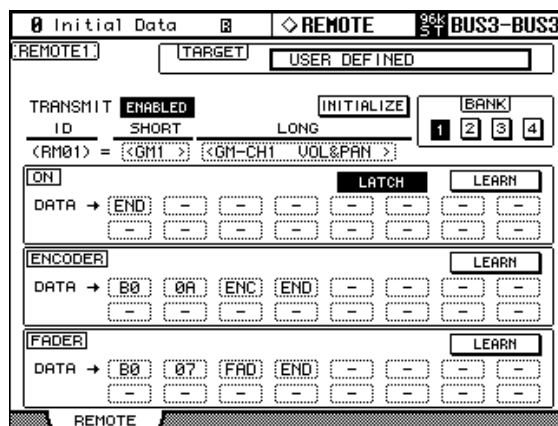 0 Initial Data R ◇REMOTE 96k ST BUS3-BUS3
REMOTE1 TARGET USER DEFINED
TRANSMIT ENABLED INITIALIZE BANK
ID SHORT LONG 1 2 3 4
(RM01) = <GM1 > <GM-CH1 VOL&PAN >
ON LATCH LEARN
DATA → END - - - - - - -
- - - - - - - -
ENCODER LEARN
DATA → B0 0A ENC END - - - -
- - - - - - - -
FADER LEARN
DATA → B0 07 FAD END - - - -
- - - - - - - -
REMOTE